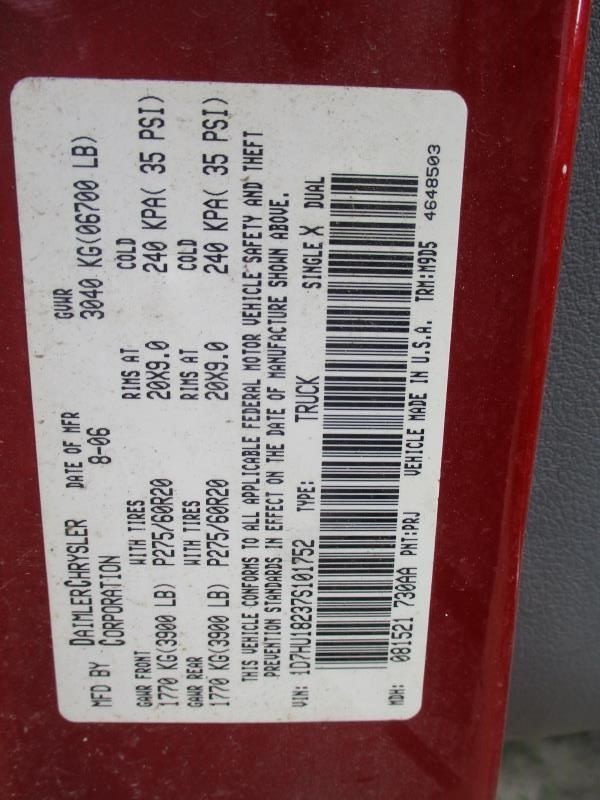 MFD BY DAIMLERCHRYSLER CORPORATION DATE OF MFR 8-06 GVWR 3040 KG(06700 LB)
GAWR FRONT WITH TIRES RIMS AT COLD
1770 KG(3900 LB) P275/60R20 20X9.0 240 KPA( 35 PSI)
GAWR REAR WITH TIRES RIMS AT COLD
1770 KG(3900 LB) P275/60R20 20X9.0 240 KPA( 35 PSI)
THIS VEHICLE CONFORMS TO ALL APPLICABLE FEDERAL MOTOR VEHICLE SAFETY AND THEFT
PREVENTION STANDARDS IN EFFECT ON THE DATE OF MANUFACTURE SHOWN ABOVE.
VIN: 1D7HU18237S101752 TYPE: TRUCK SINGLE X DUAL
MDH: 081521 730AA PNT:PRJ VEHICLE MADE IN U.S.A. TRM:M9D5 4648503